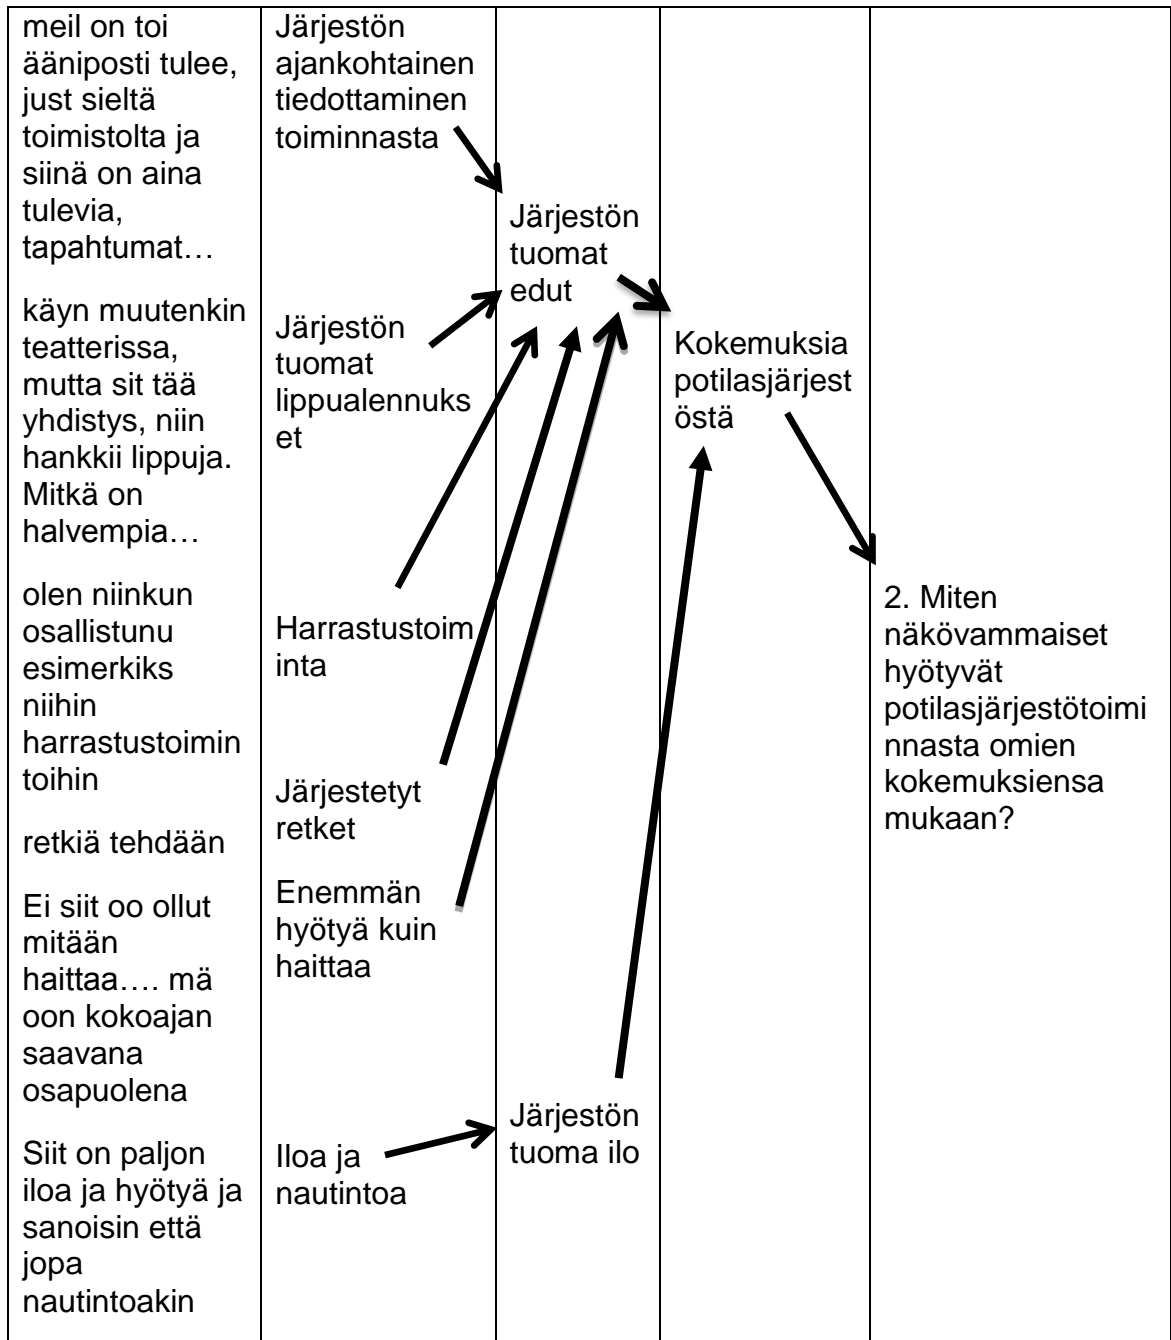 meil on toi
ääniposti tulee,
just sieltä
toimistolta ja
siinä on aina
tulevia,
tapahtumat…
käyn muutenkin
teatterissa,
mutta sit tää
yhdistys, niin
hankkii lippuja.
Mitkä on
halvempia…
olen niinkun
osallistunu
esimerkiks
niihin
harrastustoimin
toihin
retkiä tehdään
Ei siit oo ollut
mitään
haittaa…. mä
oon kokoajan
saavana
osapuolena
Siit on paljon
iloa ja hyötyä ja
sanoisin että
jopa
nautintoakin
Järjestön
ajankohtainen
tiedottaminen
toiminnasta
Järjestön
tuomat
lippualennuks
et
Harrastustoim
inta
Järjestetyt
retket
Enemmän
hyötyä kuin
haittaa
Iloa ja
nautintoa
Järjestön
tuomat
edut
Järjestön
tuoma ilo
Kokemuksia
potilasjärjest
östä
2. Miten
näkövammaiset
hyötyvät
potilasjärjestötoimi
nnasta omien
kokemuksiensa
mukaan?